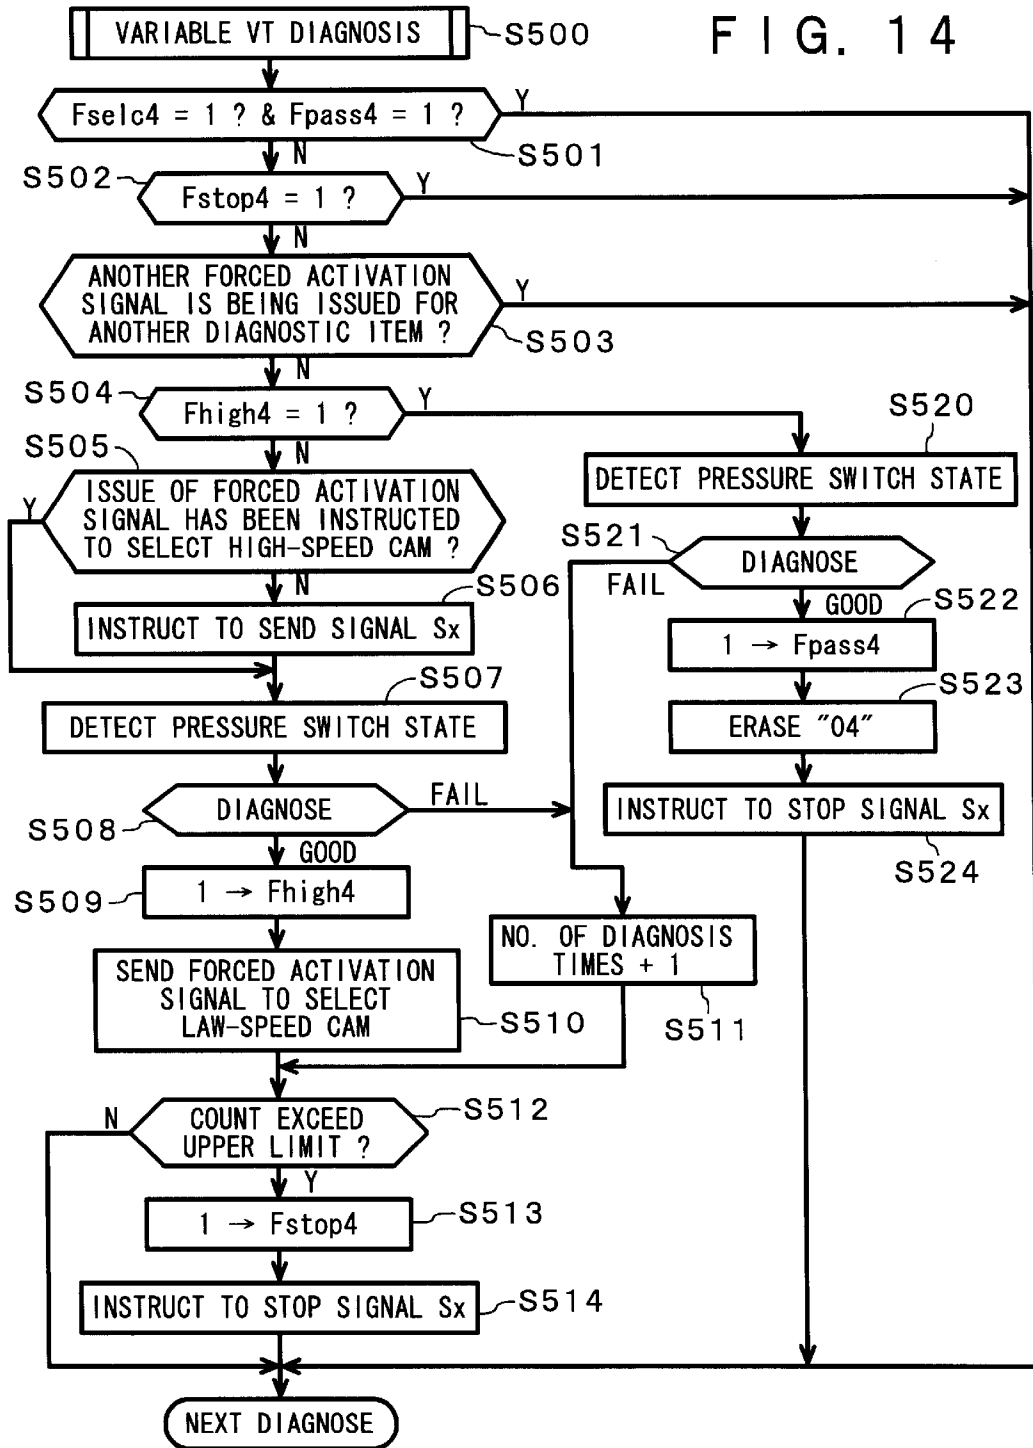 FIG. 14
VARIABLE VT DIAGNOSIS
S500
Fselc4 = 1 ? & Fpass4 = 1 ?
Y
S501
N
S502
Fstop4 = 1 ?
Y
N
ANOTHER FORCED ACTIVATION
SIGNAL IS BEING ISSUED FOR
ANOTHER DIAGNOSTIC ITEM ?
Y
S503
N
S504
Fhigh4 = 1 ?
Y
N
S505
ISSUE OF FORCED ACTIVATION
SIGNAL HAS BEEN INSTRUCTED
TO SELECT HIGH-SPEED CAM ?
Y
N
S506
INSTRUCT TO SEND SIGNAL Sx
S507
DETECT PRESSURE SWITCH STATE
DIAGNOSE
FAIL
S508
GOOD
S509
1 → Fhigh4
SEND FORCED ACTIVATION
SIGNAL TO SELECT
LAW-SPEED CAM
S510
NO. OF DIAGNOSIS
TIMES + 1
S511
COUNT EXCEED
UPPER LIMIT ?
S512
N
Y
1 → Fstop4
S513
INSTRUCT TO STOP SIGNAL Sx
S514
NEXT DIAGNOSE
S520
DETECT PRESSURE SWITCH STATE
S521
DIAGNOSE
FAIL
GOOD
S522
1 → Fpass4
S523
ERASE "04"
INSTRUCT TO STOP SIGNAL Sx
S524